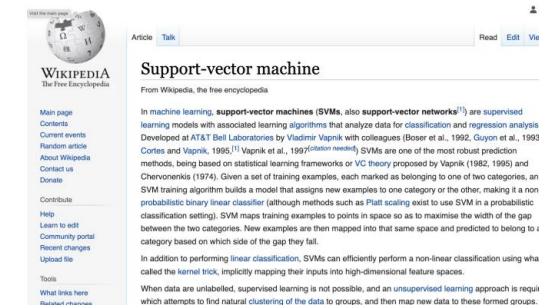 Visit the main page
WIKIPEDIA
The Free Encyclopedia
Main page
Contents
Current events
Random article
About Wikipedia
Contact us
Donate
Contribute
Help
Learn to edit
Community portal
Recent changes
Upload file
Tools
What links here
Related changes
Article Talk
Read Edit Vie
Support-vector machine
From Wikipedia, the free encyclopedia
In machine learning, support-vector machines (SVMs, also support-vector networks[1]) are supervised
learning models with associated learning algorithms that analyze data for classification and regression analysis
Developed at AT&T Bell Laboratories by Vladimir Vapnik with colleagues (Boser et al., 1992, Guyon et al., 1993
Cortes and Vapnik, 1995,[1] Vapnik et al., 1997[citation needed]) SVMs are one of the most robust prediction
methods, being based on statistical learning frameworks or VC theory proposed by Vapnik (1982, 1995) and
Chervonenkis (1974). Given a set of training examples, each marked as belonging to one of two categories, an
SVM training algorithm builds a model that assigns new examples to one category or the other, making it a non
probabilistic binary linear classifier (although methods such as Platt scaling exist to use SVM in a probabilistic
classification setting). SVM maps training examples to points in space so as to maximise the width of the gap
between the two categories. New examples are then mapped into that same space and predicted to belong to a
category based on which side of the gap they fall.
In addition to performing linear classification, SVMs can efficiently perform a non-linear classification using wha
called the kernel trick, implicitly mapping their inputs into high-dimensional feature spaces.
When data are unlabelled, supervised learning is not possible, and an unsupervised learning approach is requi
which attempts to find natural clustering of the data to groups, and then map new data to these formed groups.